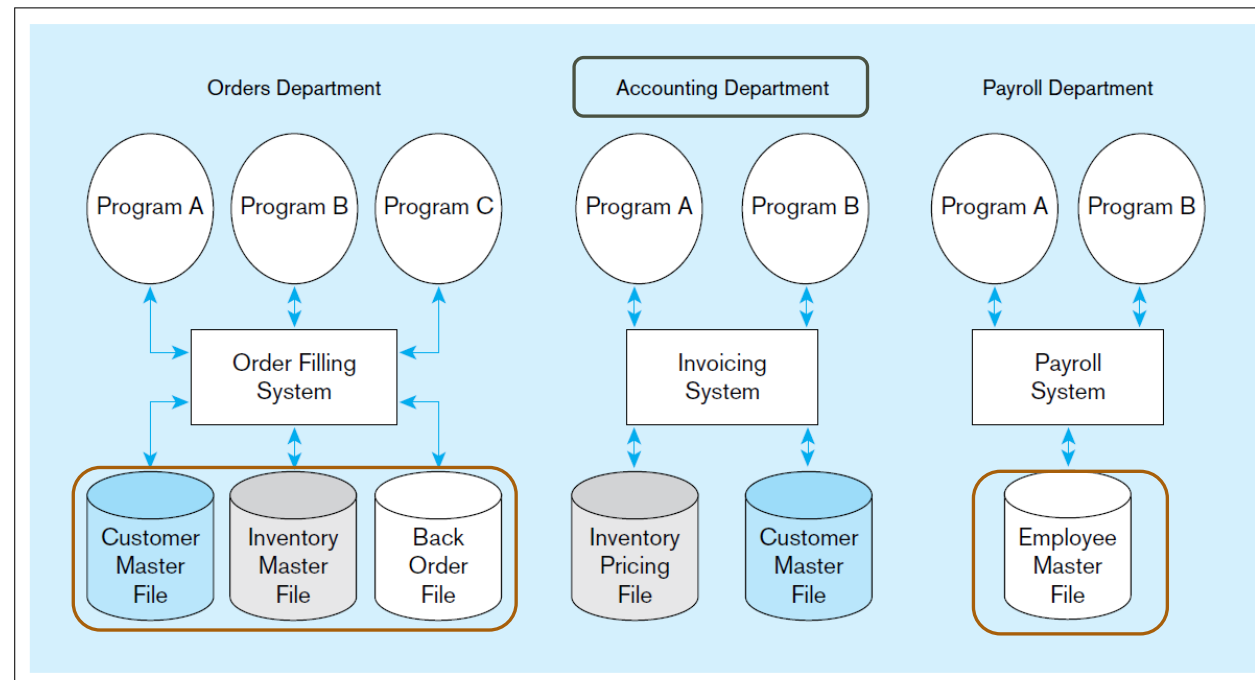 Orders Department
Accounting Department
Payroll Department
Program A
Program B
Program C
Program A
Program B
Program A
Program B
Order Filling
System
Invoicing
System
Payroll
System
Customer
Master
File
Inventory
Master
File
Back
Order
File
Inventory
Pricing
File
Customer
Master
File
Employee
Master
File